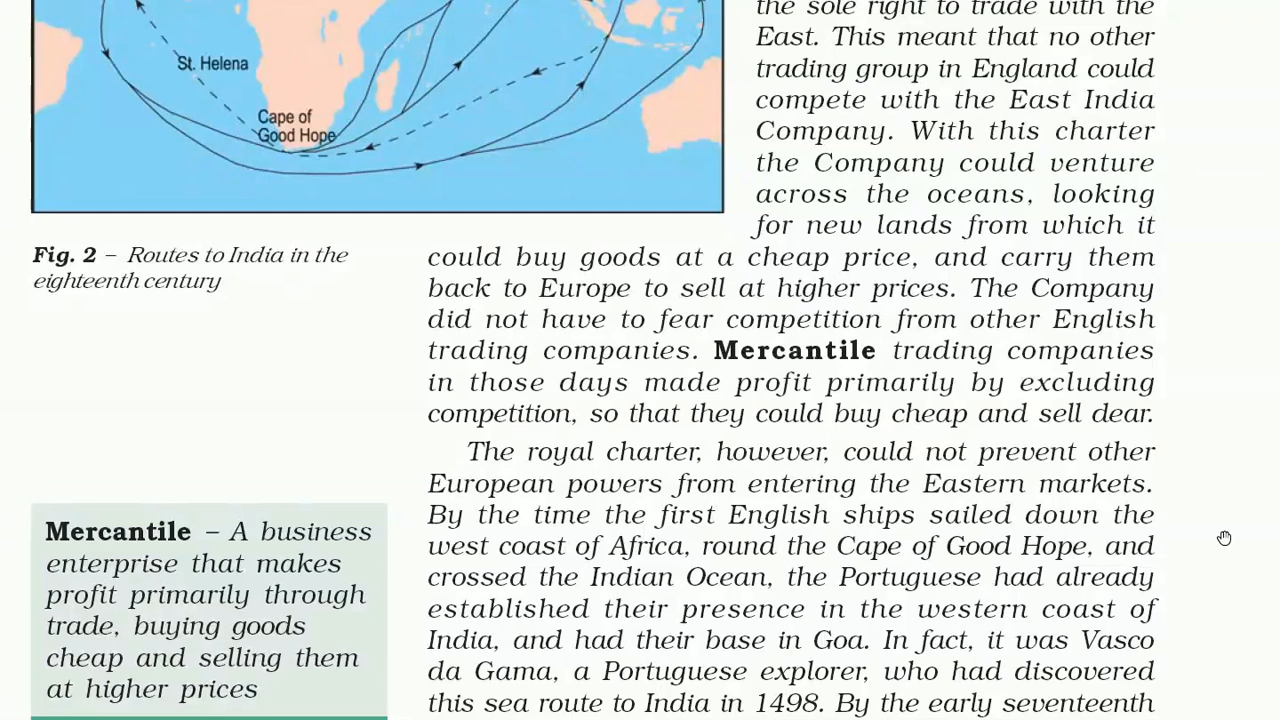 St. Helena
Cape of
Good Hope
Fig. 2 – Routes to India in the
eighteenth century
the sole right to trade with the
East. This meant that no other
trading group in England could
compete with the East India
Company. With this charter
the Company could venture
across the oceans, looking
for new lands from which it
could buy goods at a cheap price, and carry them
back to Europe to sell at higher prices. The Company
did not have to fear competition from other English
trading companies. Mercantile trading companies
in those days made profit primarily by excluding
competition, so that they could buy cheap and sell dear.
The royal charter, however, could not prevent other
European powers from entering the Eastern markets.
By the time the first English ships sailed down the
west coast of Africa, round the Cape of Good Hope, and
crossed the Indian Ocean, the Portuguese had already
established their presence in the western coast of
India, and had their base in Goa. In fact, it was Vasco
da Gama, a Portuguese explorer, who had discovered
this sea route to India in 1498. By the early seventeenth
Mercantile – A business
enterprise that makes
profit primarily through
trade, buying goods
cheap and selling them
at higher prices